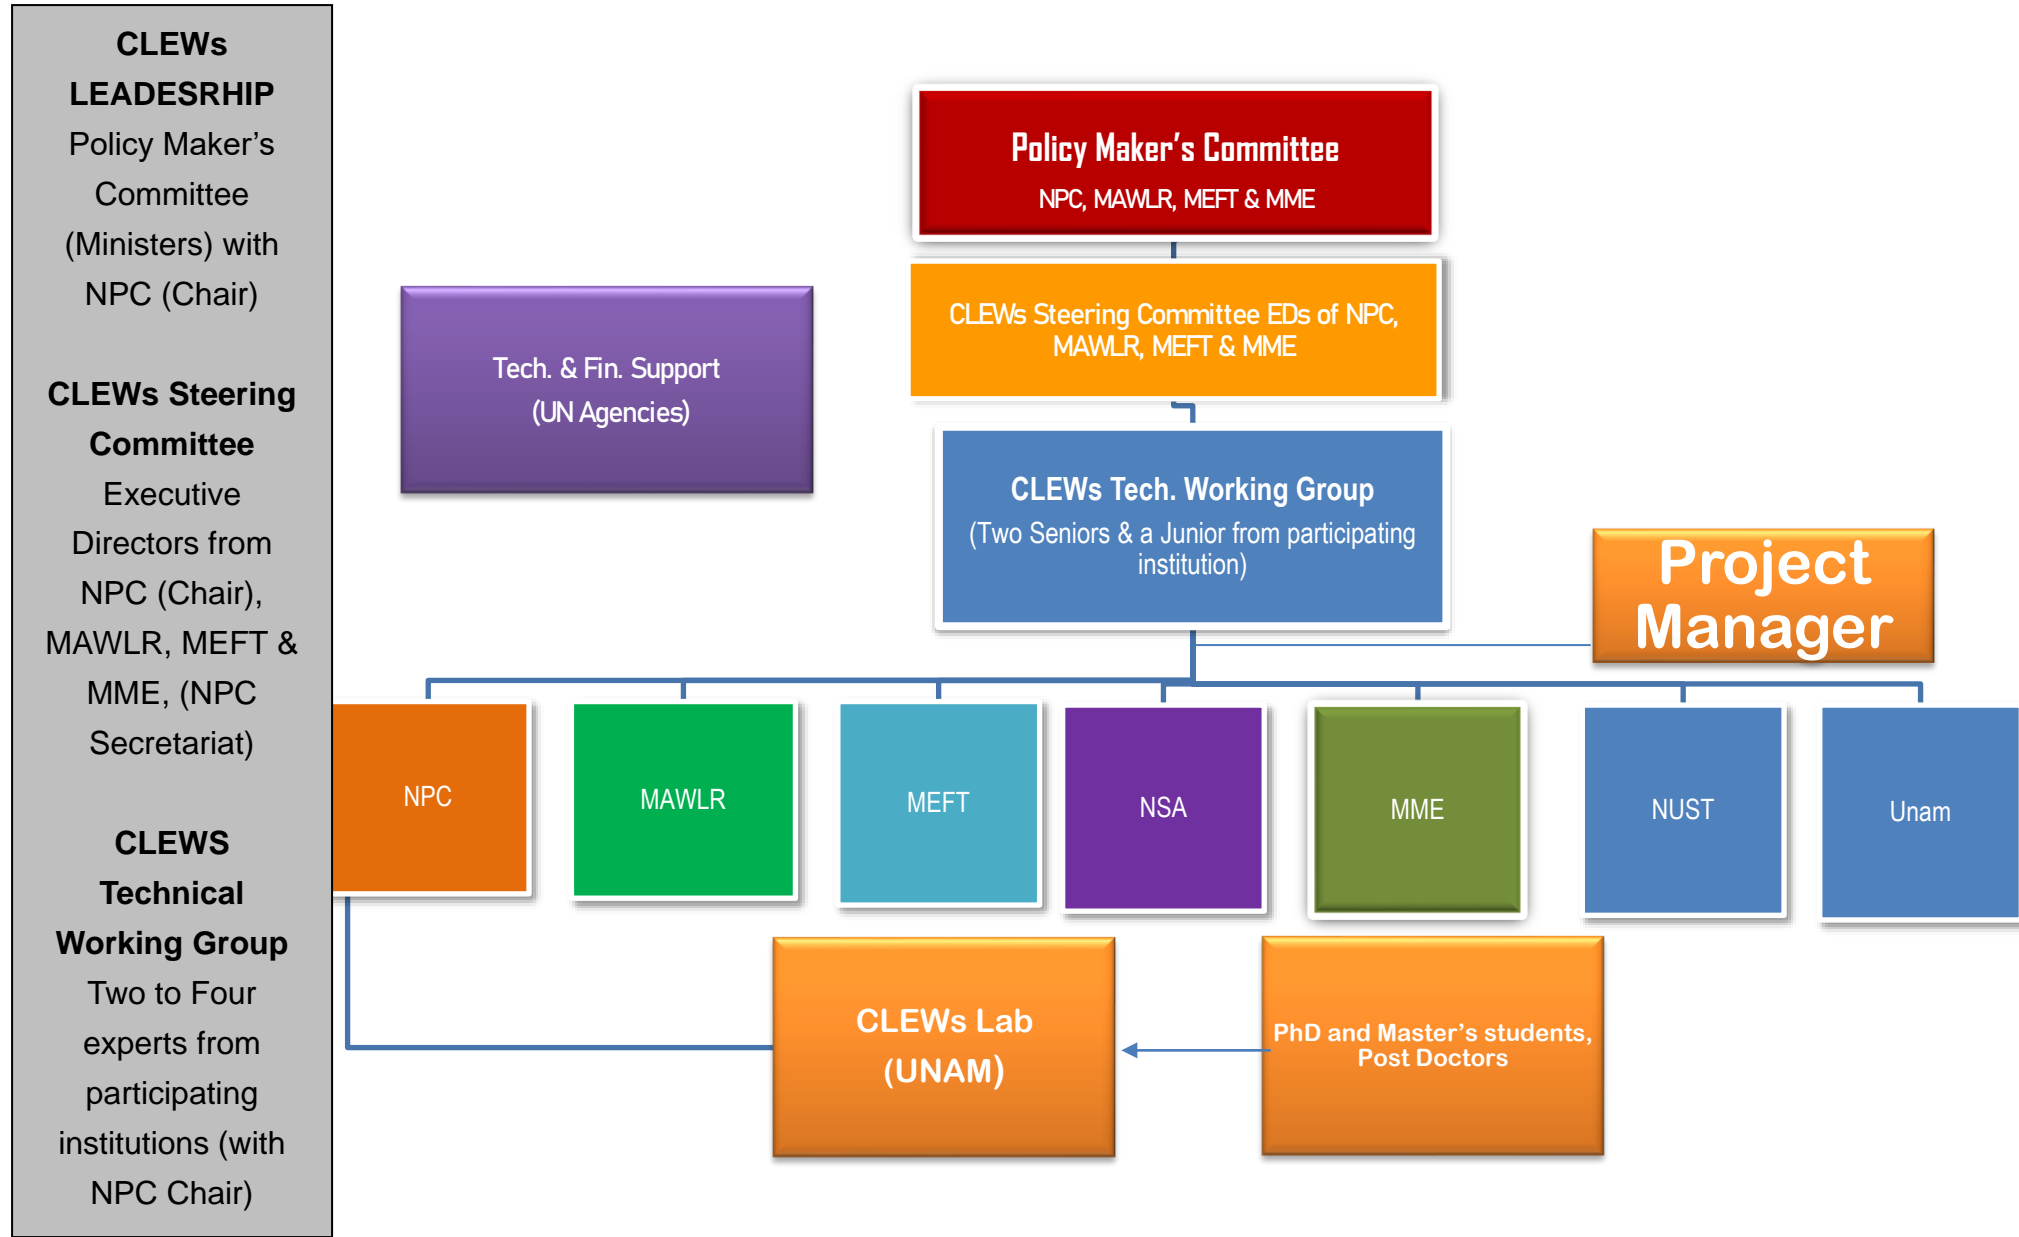 CLEWs
LEADESRHIP
Policy Maker’s
Committee
(Ministers) with
NPC (Chair)
CLEWs Steering
Committee
Executive
Directors from
NPC (Chair),
MAWLR, MEFT &
MME, (NPC
Secretariat)
CLEWS
Technical
Working Group
Two to Four
experts from
participating
institutions (with
NPC Chair)
Policy Maker’s Committee
NPC, MAWLR, MEFT & MME
CLEWs Steering Committee EDs of NPC,
MAWLR, MEFT & MME
Tech. & Fin. Support
(UN Agencies)
CLEWs Tech. Working Group
(Two Seniors & a Junior from participating
institution)
Project
Manager
NPC
MAWLR
MEFT
NSA
MME
NUST
Unam
CLEWs Lab
(UNAM)
PhD and Master’s students,
Post Doctors